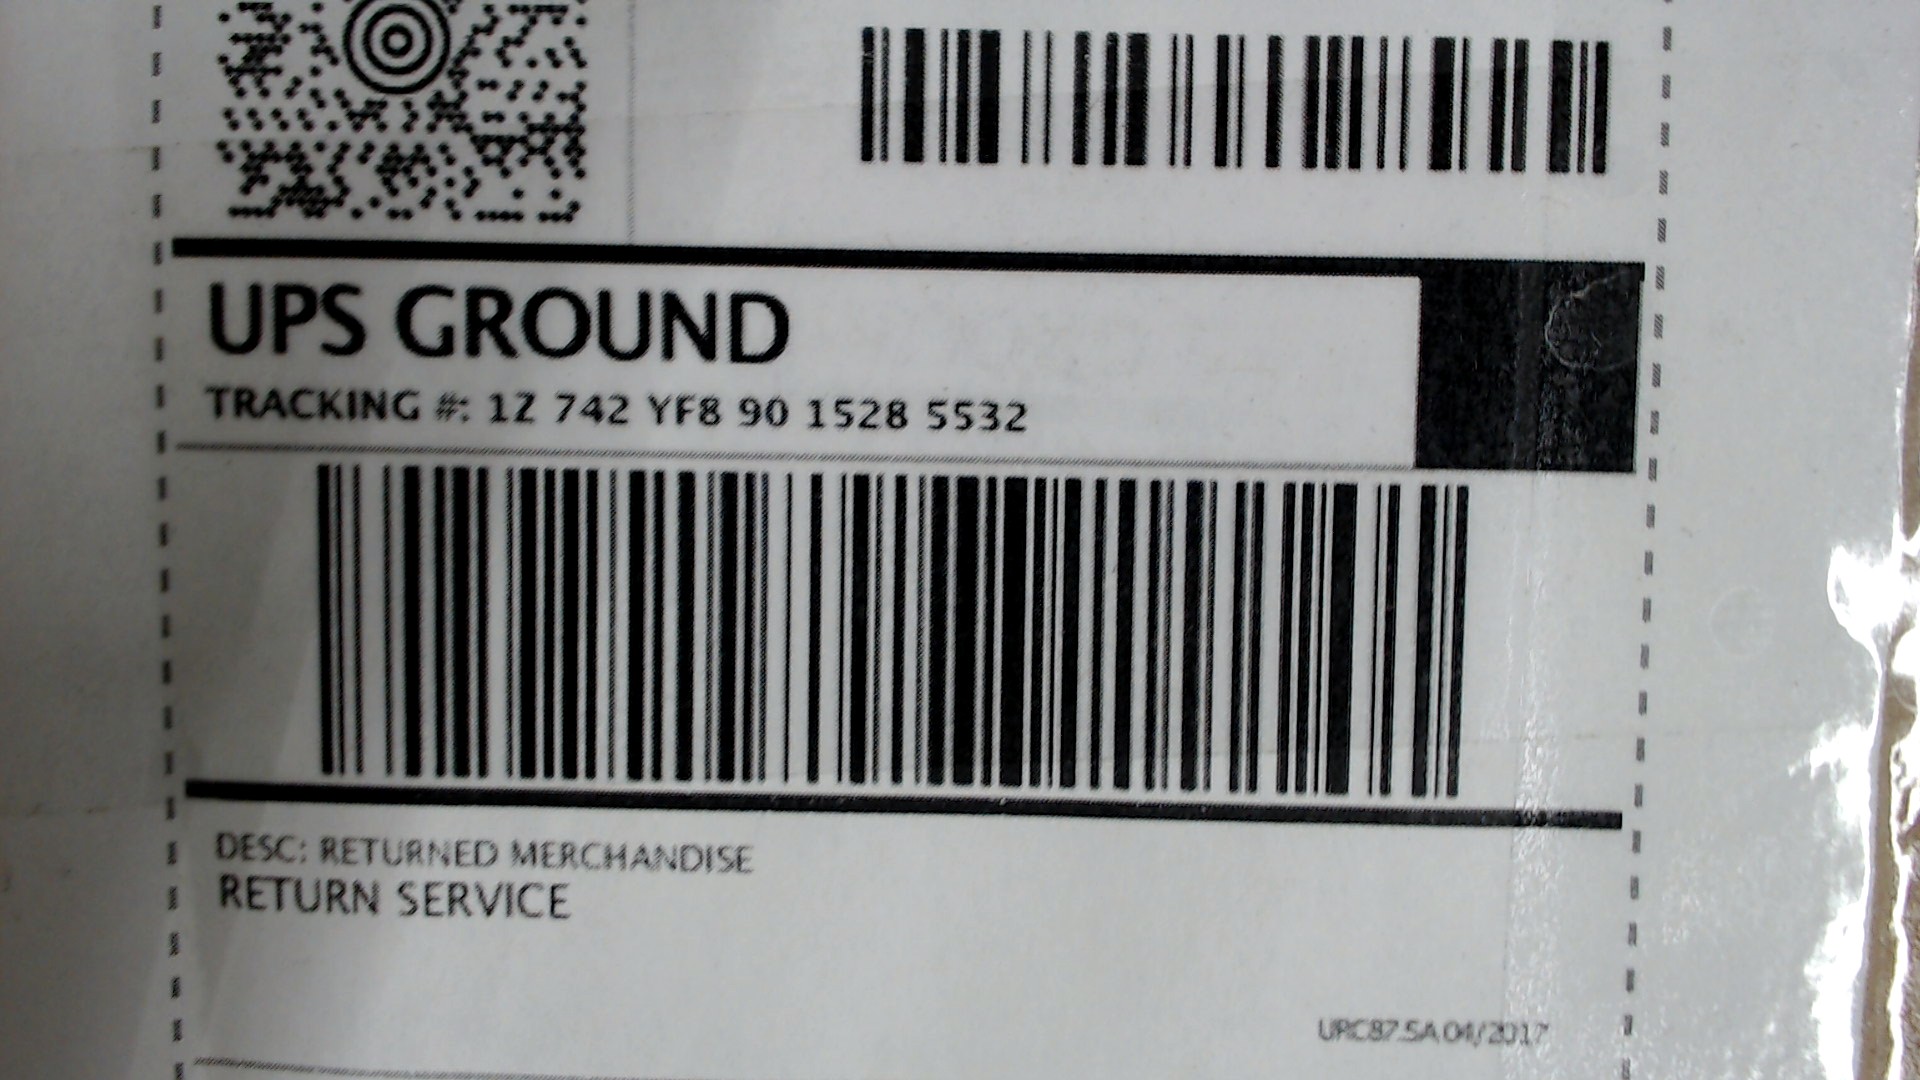 UPS GROUND
TRACKING #: 1Z 742 YF8 90 1528 5532
DESC: RETURNED MERCHANDISE
RETURN SERVICE
URC87.5A 04/2017